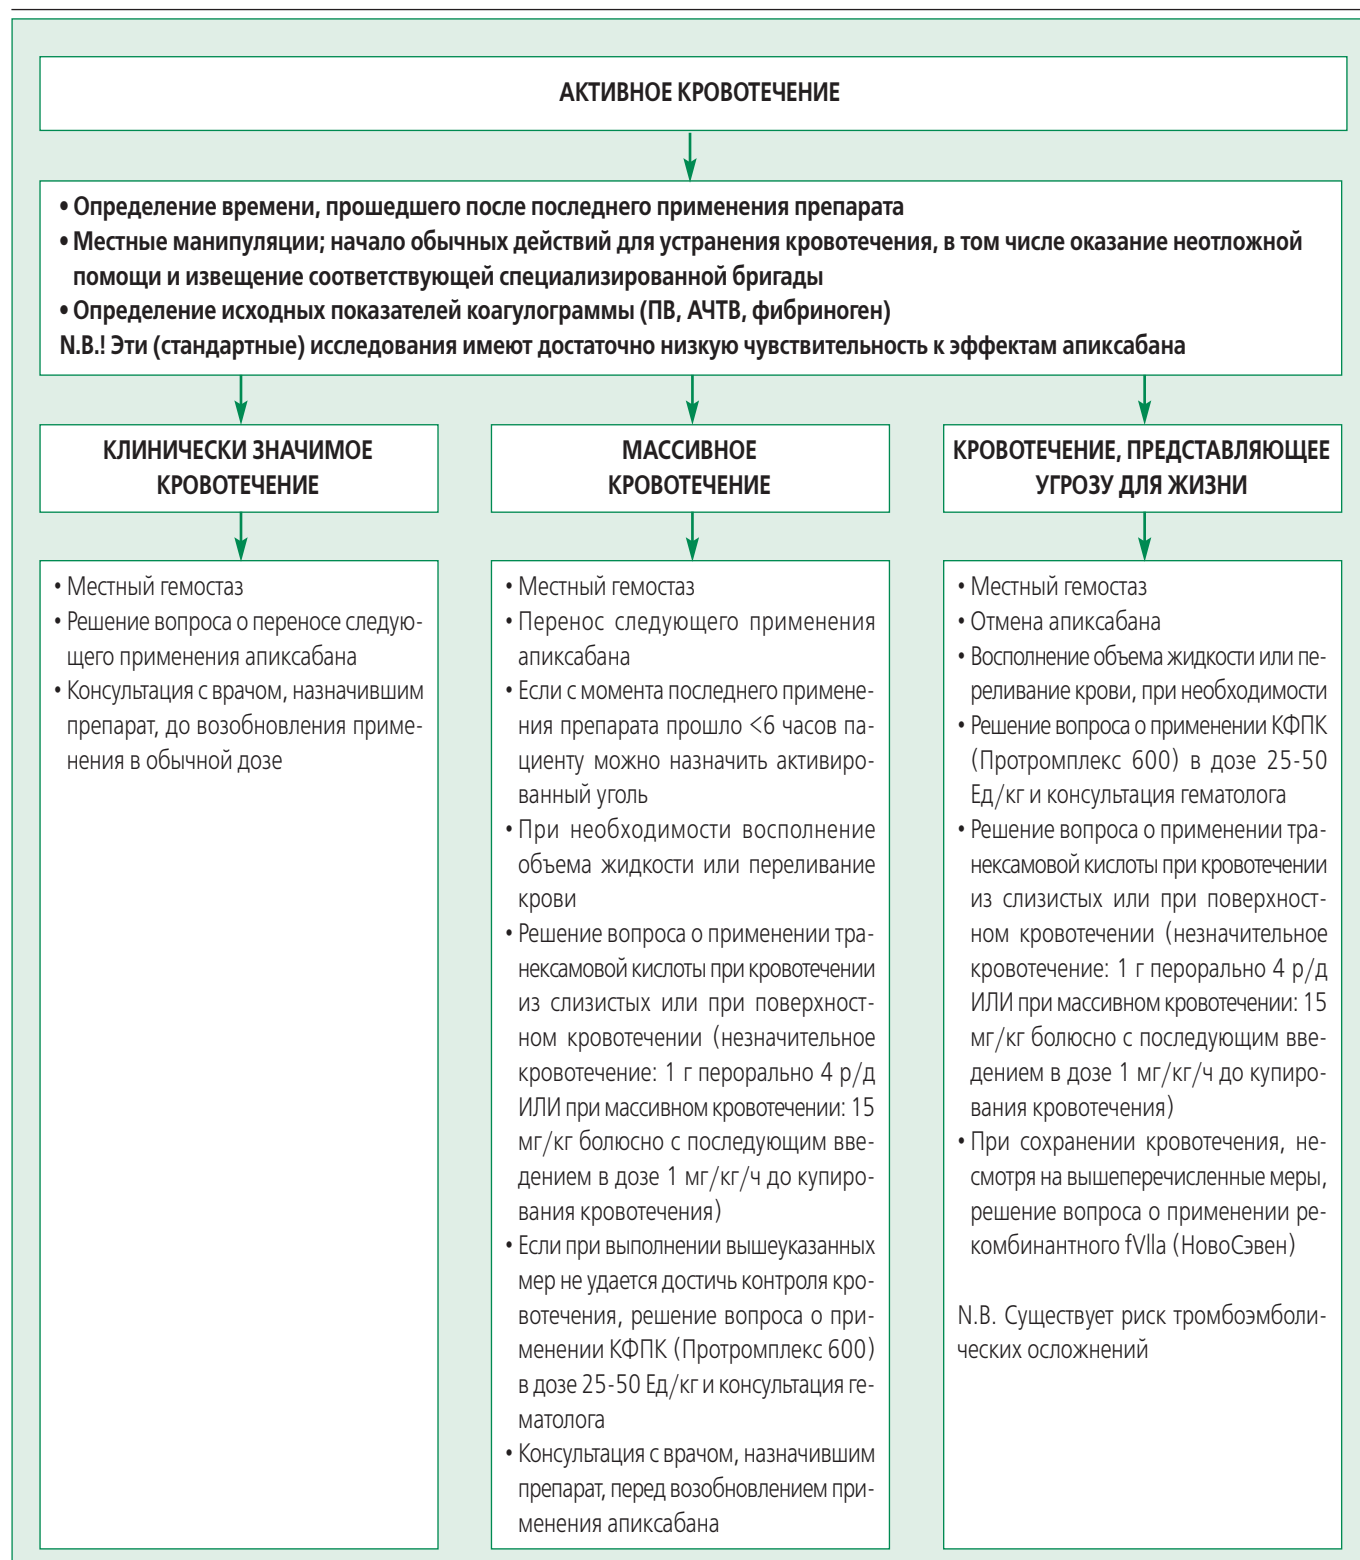 АКТИВНОЕ КРОВОТЕЧЕНИЕ
• Определение времени, прошедшего после последнего применения препарата
• Местные манипуляции; начало обычных действий для устранения кровотечения, в том числе оказание неотложной
помощи и извещение соответствующей специализированной бригады
• Определение исходных показателей коагулограммы (ПВ, АЧТВ, фибриноген)
N.B.! Эти (стандартные) исследования имеют достаточно низкую чувствительность к эффектам апиксабана
КЛИНИЧЕСКИ ЗНАЧИМОЕ
КРОВОТЕЧЕНИЕ
• Местный гемостаз
• Решение вопроса о переносе следую-
щего применения апиксабана
• Консультация с врачом, назначившим
препарат, до возобновления приме-
нения в обычной дозе
МАССИВНОЕ
КРОВОТЕЧЕНИЕ
• Местный гемостаз
• Перенос следующего применения
апиксабана
• Если с момента последнего примене-
ния препарата прошло <6 часов па-
циенту можно назначить активиро-
ванный уголь
• При необходимости восполнение
объема жидкости или переливание
крови
• Решение вопроса о применении тра-
нексамовой кислоты при кровотечении
из слизистых или при поверхност-
ном кровотечении (незначительное
кровотечение: 1 г перорально 4 р/д
ИЛИ при массивном кровотечении: 15
мг/кг болюсно с последующим вве-
дением в дозе 1 мг/кг/ч до купиро-
вания кровотечения)
• Если при выполнении вышеуказанных
мер не удается достичь контроля кро-
вотечения, решение вопроса о при-
менении КФПК (Протромплекс 600)
в дозе 25-50 Ед/кг и консультация ге-
матолога
• Консультация с врачом, назначившим
препарат, перед возобновлением при-
менения апиксабана
КРОВОТЕЧЕНИЕ, ПРЕДСТАВЛЯЮЩЕЕ
УГРОЗУ ДЛЯ ЖИЗНИ
• Местный гемостаз
• Отмена апиксабана
• Восполнение объема жидкости или пе-
реливание крови, при необходимости
• Решение вопроса о применении КФПК
(Протромплекс 600) в дозе 25-50
Ед/кг и консультация гематолога
• Решение вопроса о применении тра-
нексамовой кислоты при кровотечении
из слизистых или при поверхност-
ном кровотечении (незначительное
кровотечение: 1 г перорально 4 р/д
ИЛИ при массивном кровотечении: 15
мг/кг болюсно с последующим вве-
дением в дозе 1 мг/кг/ч до купиро-
вания кровотечения)
• При сохранении кровотечения, не-
смотря на вышеперечисленные меры,
решение вопроса о применении ре-
комбинантного fVIIa (НовоСэвен)
N.B. Существует риск тромбоэмболи-
ческих осложнений